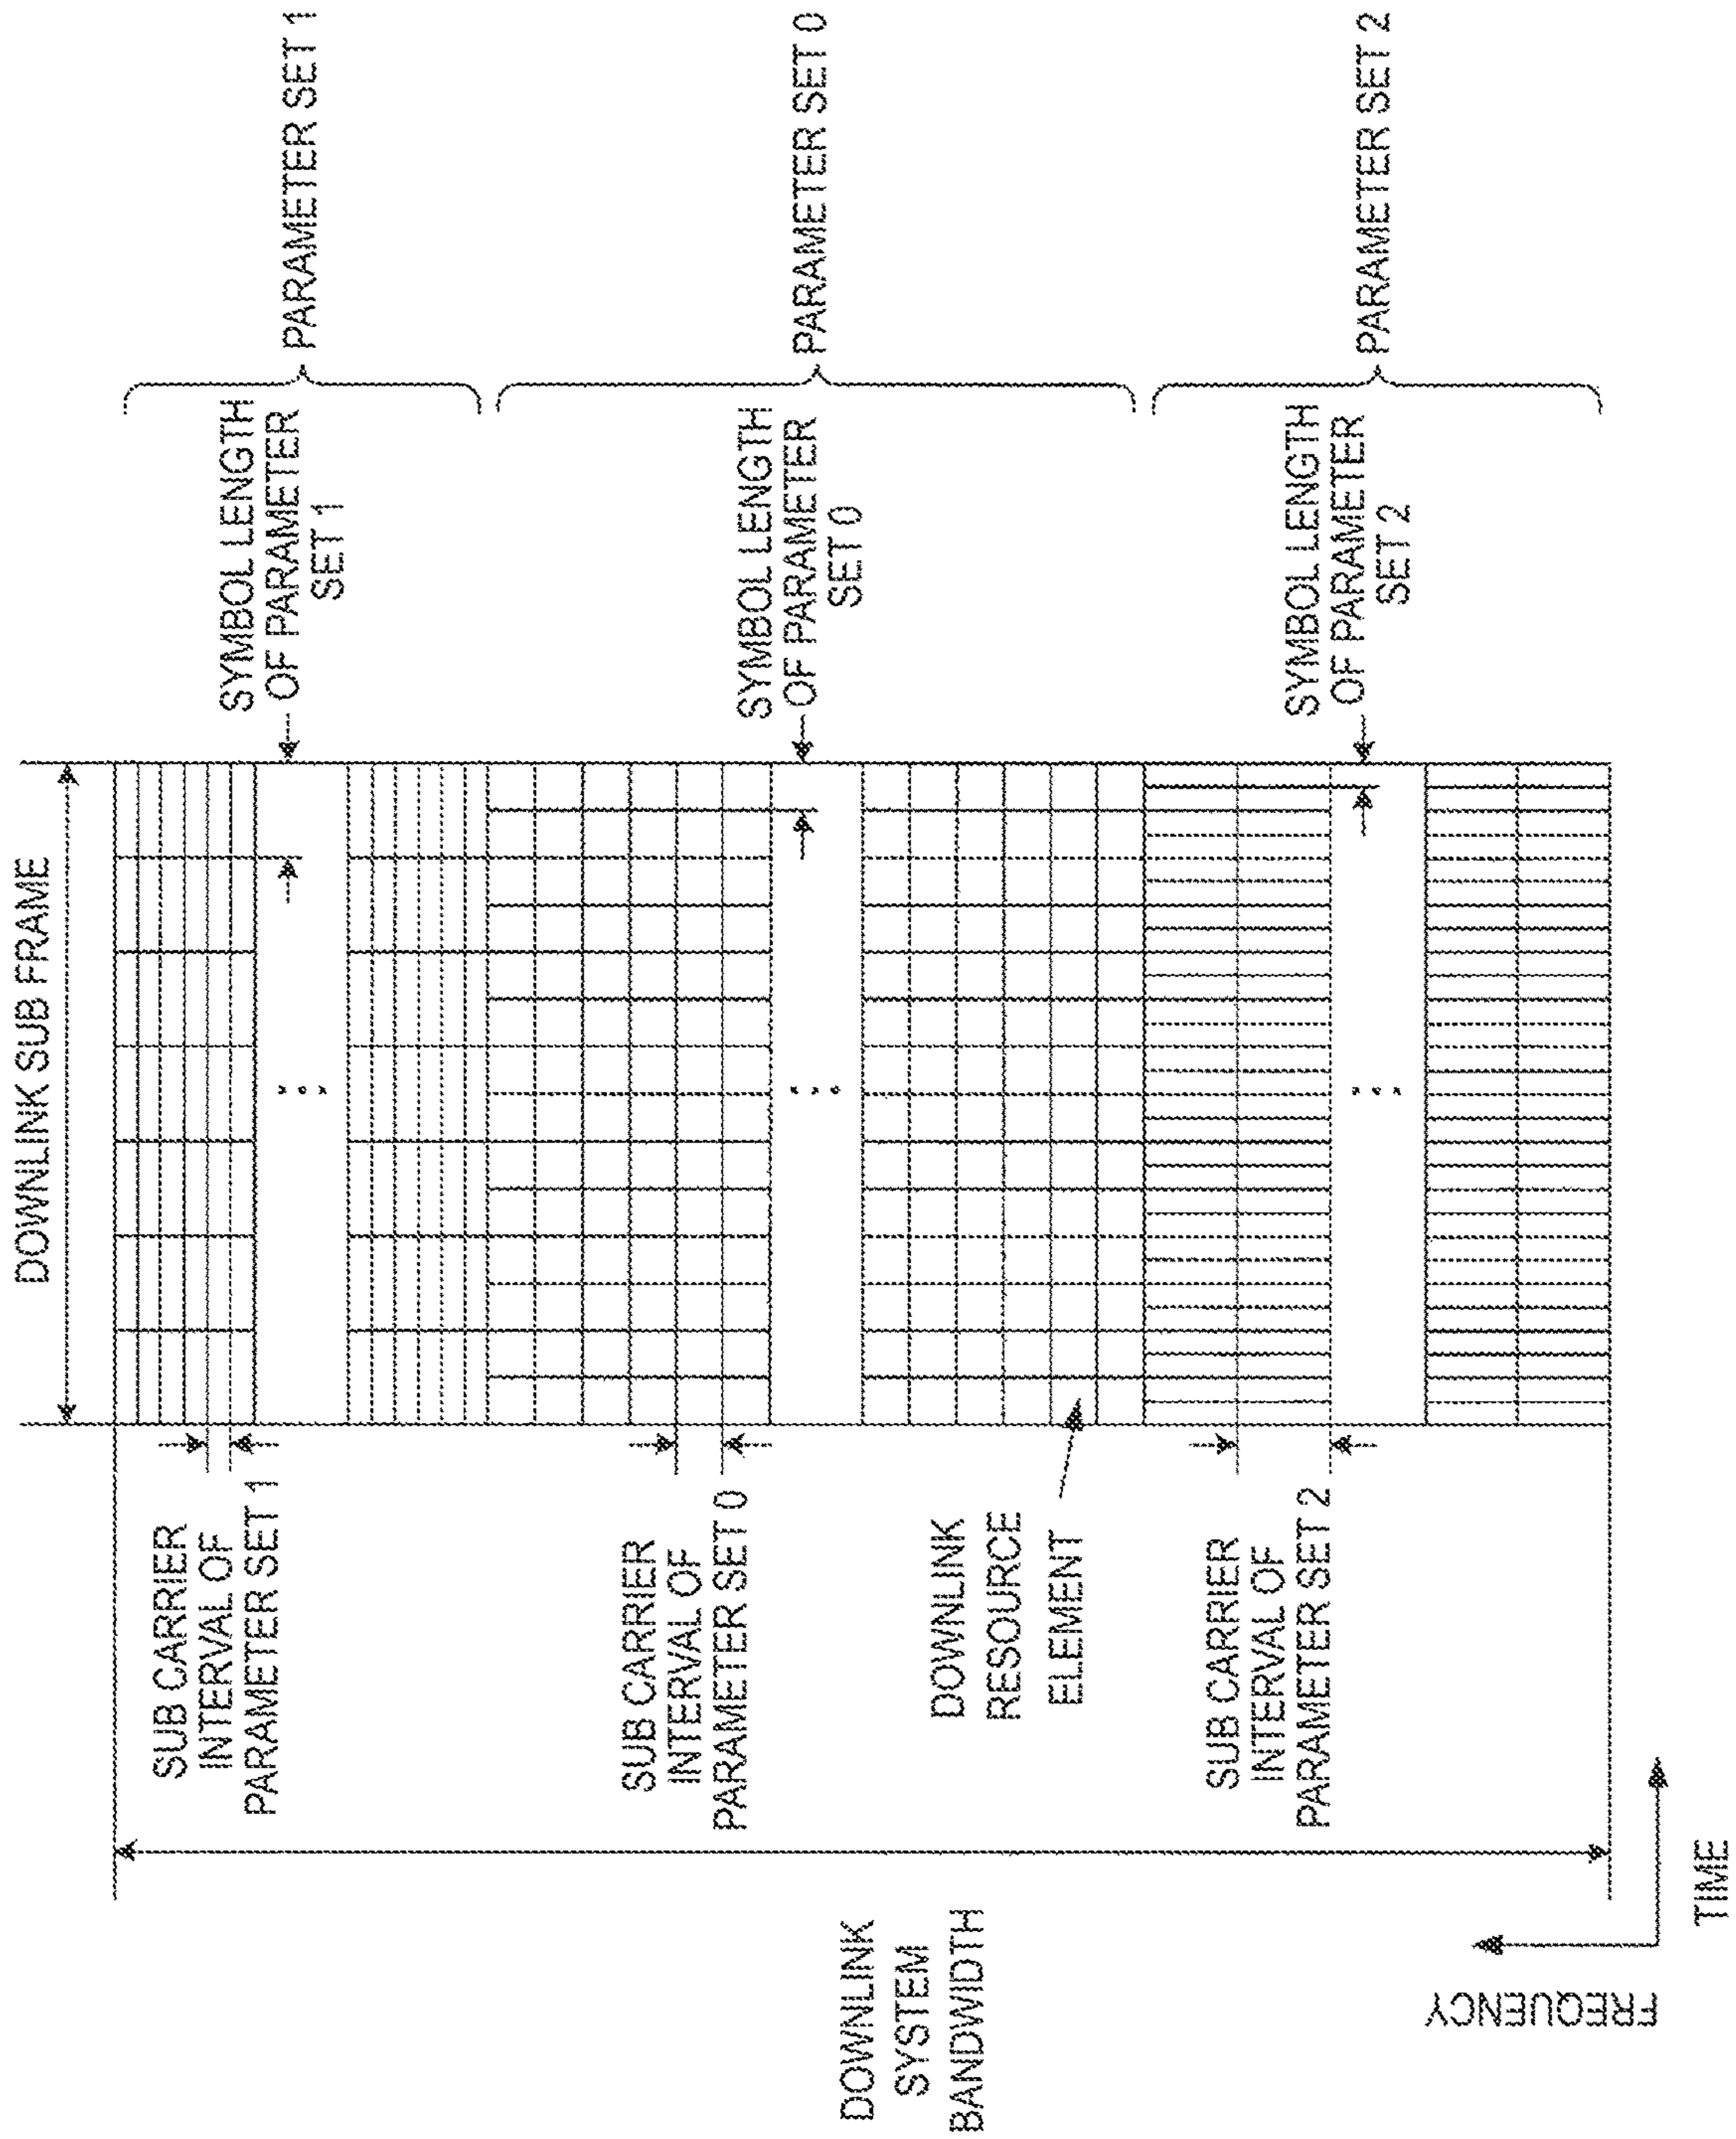 DOWNLINK SUB FRAME
SYMBOL LENGTH
OF PARAMETER
SET 1
PARAMETER SET 1
SYMBOL LENGTH
OF PARAMETER
SET 0
PARAMETER SET 0
SYMBOL LENGTH
OF PARAMETER
SET 2
PARAMETER SET 2
SUB CARRIER
INTERVAL OF
PARAMETER SET 1
SUB CARRIER
INTERVAL OF
PARAMETER SET 0
DOWNLINK
RESOURCE
ELEMENT
SUB CARRIER
INTERVAL OF
PARAMETER SET 2
DOWNLINK
SYSTEM
BANDWIDTH
FREQUENCY
TIME